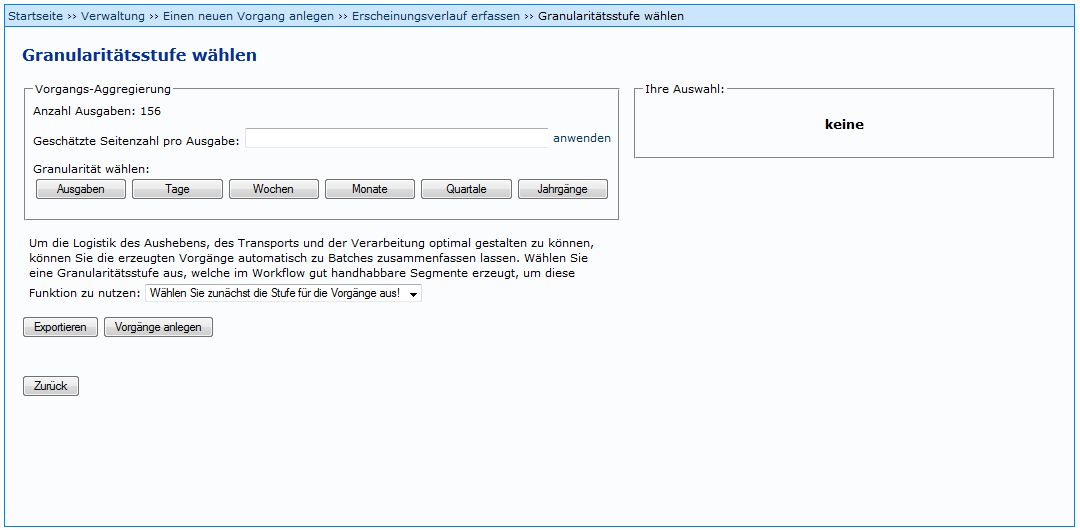 Startseite ›› Verwaltung ›› Einen neuen Vorgang anlegen ›› Erscheinungsverlauf erfassen ›› Granularitätsstufe wählen
Granularitätsstufe wählen
Vorgangs-Aggregierung
Anzahl Ausgaben: 156
Geschätzte Seitenzahl pro Ausgabe: anwenden
Granularität wählen:
Ausgaben Tage Wochen Monate Quartale Jahrgänge
Ihre Auswahl:
keine
Um die Logistik des Aushebens, des Transports und der Verarbeitung optimal gestalten zu können,
können Sie die erzeugten Vorgänge automatisch zu Batches zusammenfassen lassen. Wählen Sie
eine Granularitätsstufe aus, welche im Workflow gut handhabbare Segmente erzeugt, um diese
Funktion zu nutzen: Wählen Sie zunächst die Stufe für die Vorgänge aus!
Exportieren Vorgänge anlegen
Zurück